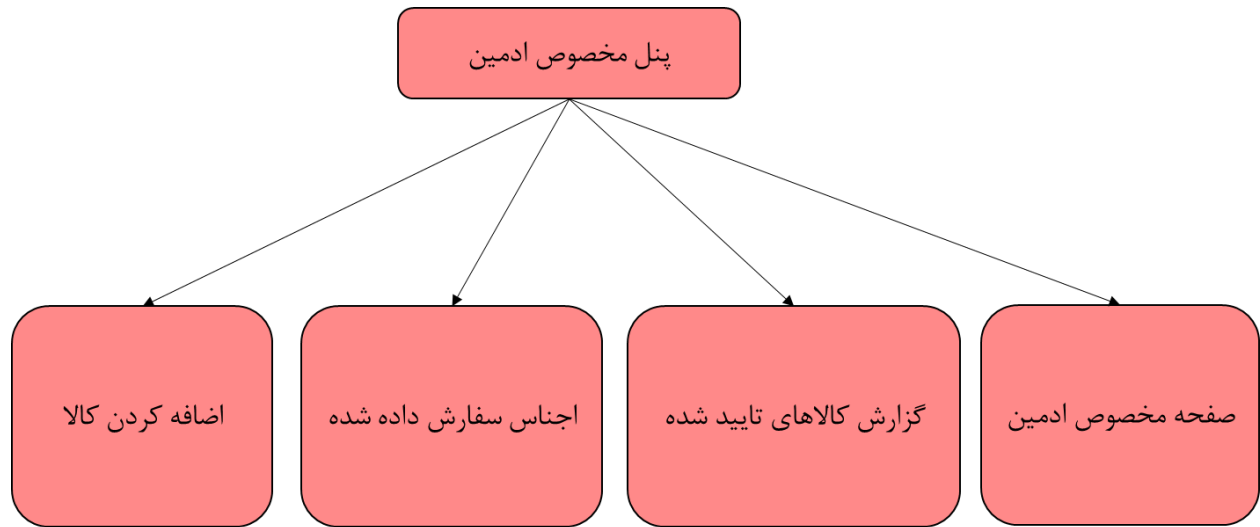 پنل مخصوص ادمین
صفحه مخصوص ادمین
گزارش کالاهای تایید شده
اجناس سفارش داده شده
اضافه کردن کالا